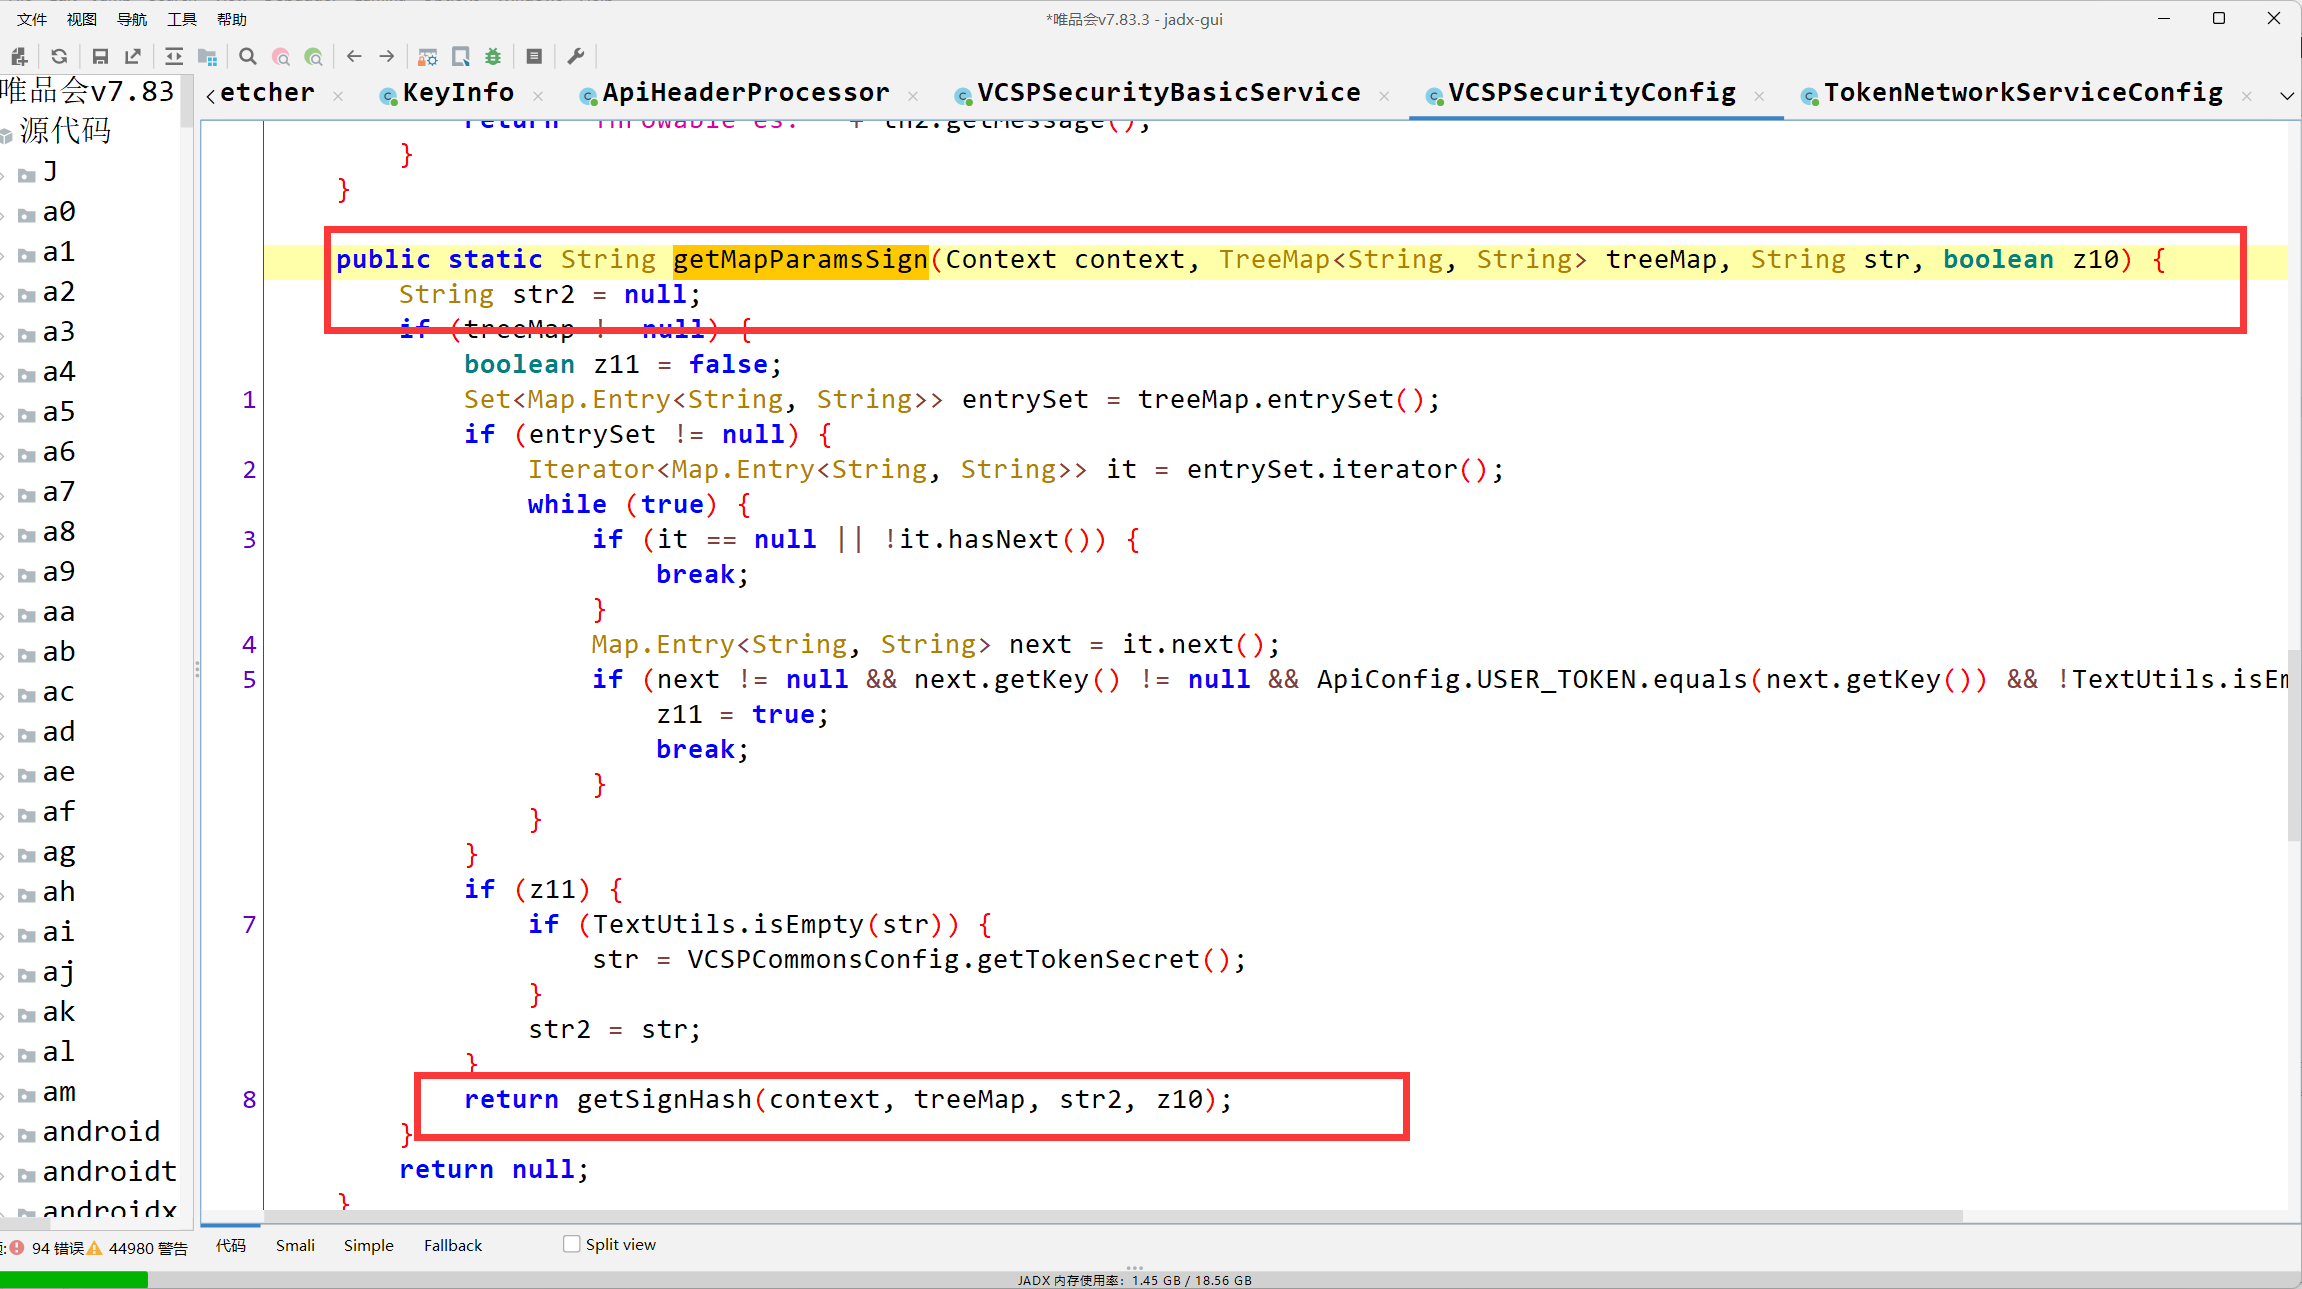 文件 视图 导航 工具 帮助
*唯品会v7.83.3 - jadx-gui
唯品会v7.83
etcher
KeyInfo
ApiHeaderProcessor
VCSPSecurityBasicService
VCSPSecurityConfig
TokenNetworkServiceConfig
源代码
J
a0
a1
a2
a3
a4
a5
a6
a7
a8
a9
aa
ab
ac
ad
ae
af
ag
ah
ai
aj
ak
al
am
android
androidt
androidx
return "Throwable es: " + th2.getMessage();
}
}
public static String getMapParamsSign(Context context, TreeMap<String, String> treeMap, String str, boolean z10) {
String str2 = null;
if (treeMap != null) {
boolean z11 = false;
1 Set<Map.Entry<String, String>> entrySet = treeMap.entrySet();
if (entrySet != null) {
2 Iterator<Map.Entry<String, String>> it = entrySet.iterator();
while (true) {
3 if (it == null || !it.hasNext()) {
break;
}
4 Map.Entry<String, String> next = it.next();
5 if (next != null && next.getKey() != null && ApiConfig.USER_TOKEN.equals(next.getKey()) && !TextUtils.isEm
z11 = true;
break;
}
}
}
if (z11) {
7 if (TextUtils.isEmpty(str)) {
str = VCSPCommonsConfig.getTokenSecret();
}
str2 = str;
}
8 return getSignHash(context, treeMap, str2, z10);
}
return null;
}
94 错误 44980 警告
代码 Smali Simple Fallback Split view
JADX 内存使用率: 1.45 GB / 18.56 GB